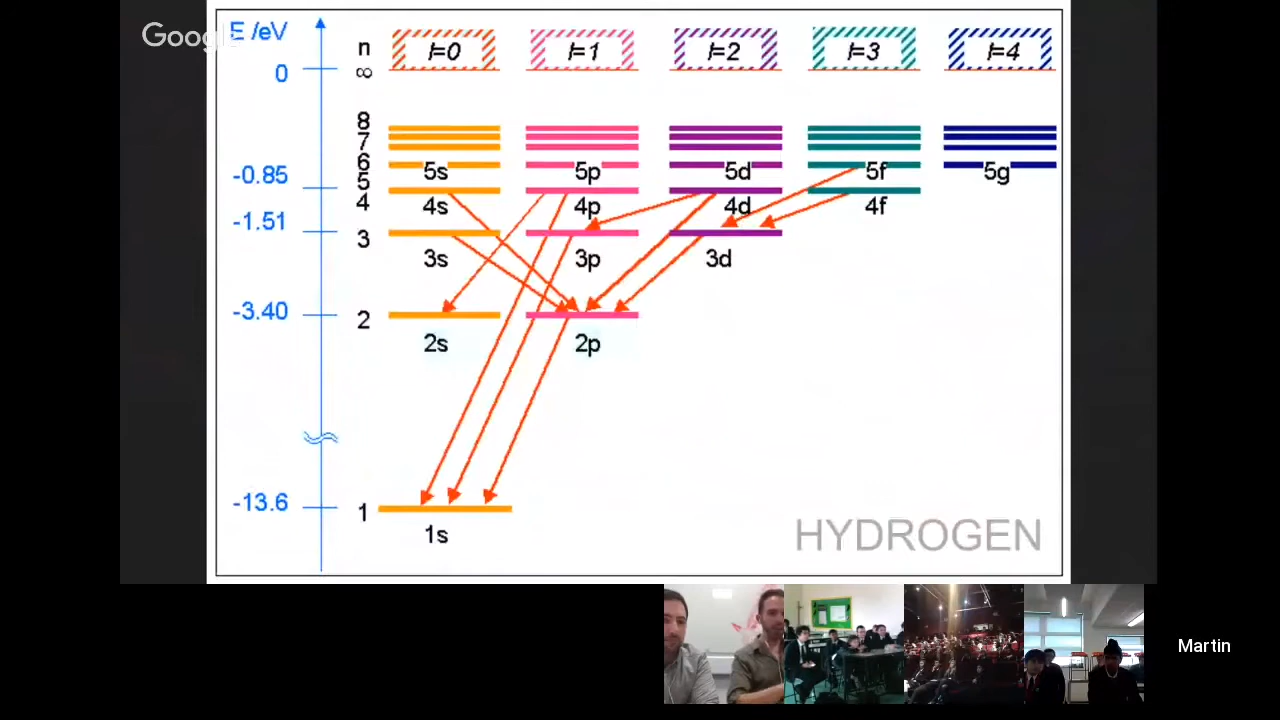 Google
E /eV
n
l=0 l=1 l=2 l=3 l=4
0 ∞
8
7
6
5s 5p 5d 5f 5g
-0.85 5
4
4s 4p 4d 4f
-1.51
3
3s 3p 3d
-3.40 2
2s 2p
-13.6 1
1s
HYDROGEN
Martin